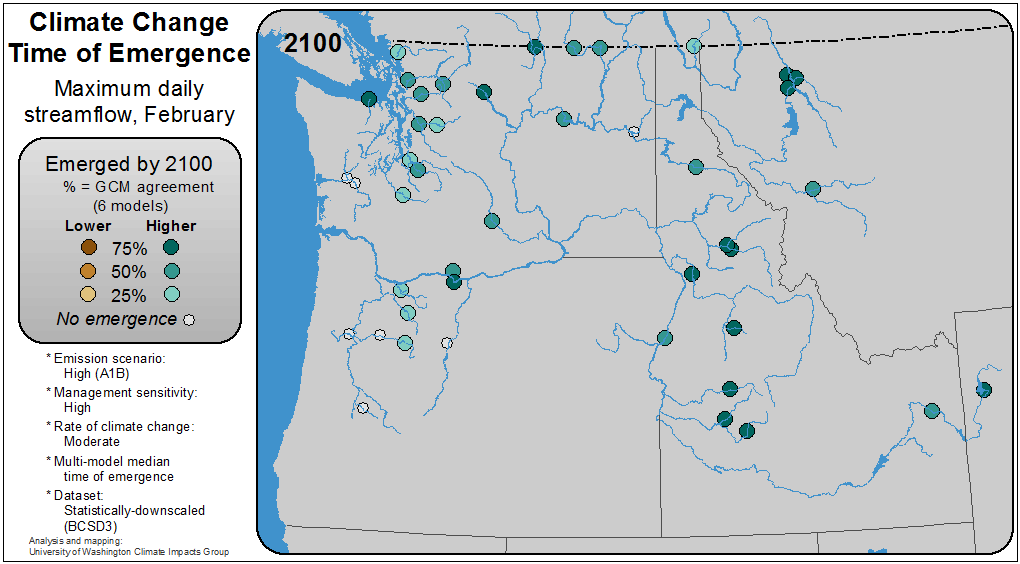 Climate Change
Time of Emergence
Maximum daily
streamflow, February
Emerged by 2100
% = GCM agreement
(6 models)
Lower Higher
75%
50%
25%
No emergence
* Emission scenario:
High (A1B)
* Management sensitivity:
High
* Rate of climate change:
Moderate
* Multi-model median
time of emergence
* Dataset:
Statistically-downscaled
(BCSD3)
Analysis and mapping:
University of Washington Climate Impacts Group
2100